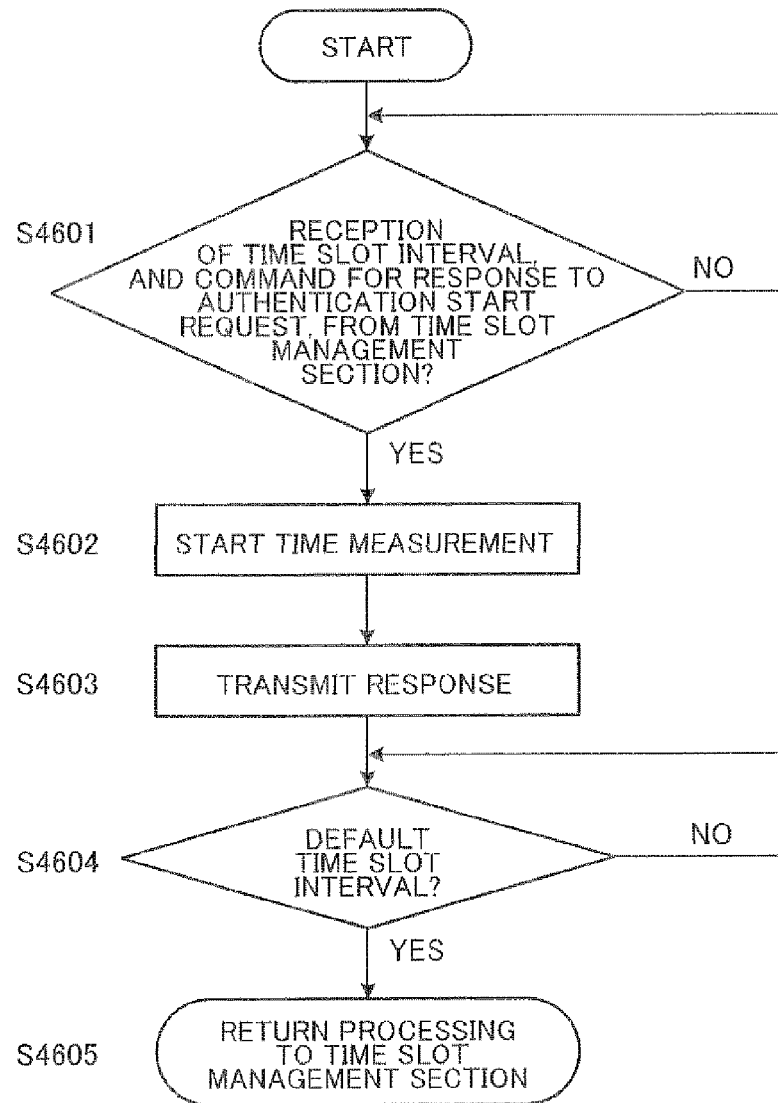 START
S4601
RECEPTION
OF TIME SLOT INTERVAL,
AND COMMAND FOR RESPONSE TO
AUTHENTICATION START
REQUEST, FROM TIME SLOT
MANAGEMENT
SECTION?
NO
YES
S4602
START TIME MEASUREMENT
S4603
TRANSMIT RESPONSE
S4604
DEFAULT
TIME SLOT
INTERVAL?
NO
YES
S4605
RETURN PROCESSING
TO TIME SLOT
MANAGEMENT SECTION